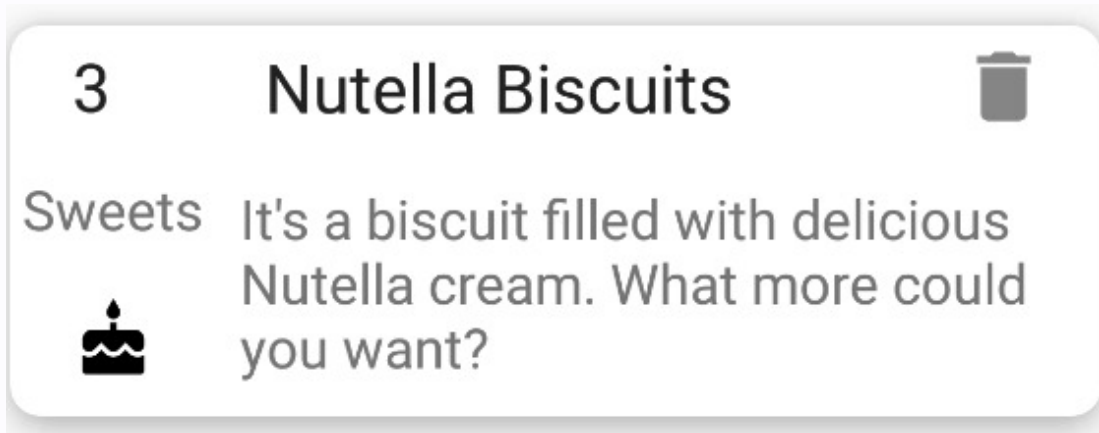 3 Nutella Biscuits
Sweets
It's a biscuit filled with delicious
Nutella cream. What more could
you want?